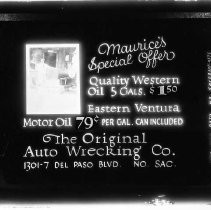 Maurice's
Special Offer
Quality Western
Oil 5 GALS. $1.50
Eastern Ventura
Motor Oil 79¢ PER GAL. CAN INCLUDED
The Original
Auto Wrecking Co.
1301-7 DEL PASO BLVD. NO. SAC.